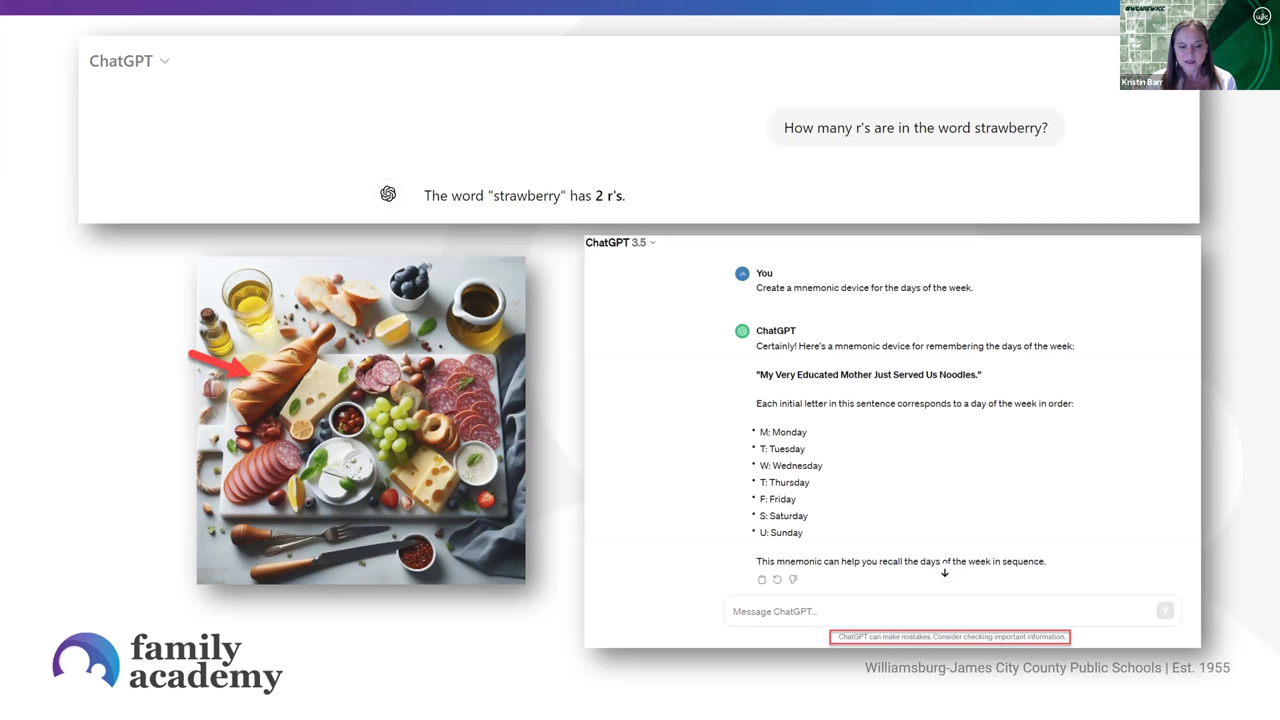 #WEAREWJCC
wjc
Kristin Barr
ChatGPT
How many r's are in the word strawberry?
The word "strawberry" has 2 r's.
ChatGPT 3.5
JA
You
Create a mnemonic device for the days of the week.
ChatGPT
Certainly! Here's a mnemonic device for remembering the days of the week:
"My Very Educated Mother Just Served Us Noodles."
Each initial letter in this sentence corresponds to a day of the week in order:
• M: Monday
• T: Tuesday
• W: Wednesday
• T: Thursday
• F: Friday
• S: Saturday
• U: Sunday
This mnemonic can help you recall the days of the week in sequence.
Message ChatGPT...
ChatGPT can make mistakes. Consider checking important information.
family
academy
Williamsburg-James City County Public Schools | Est. 1955